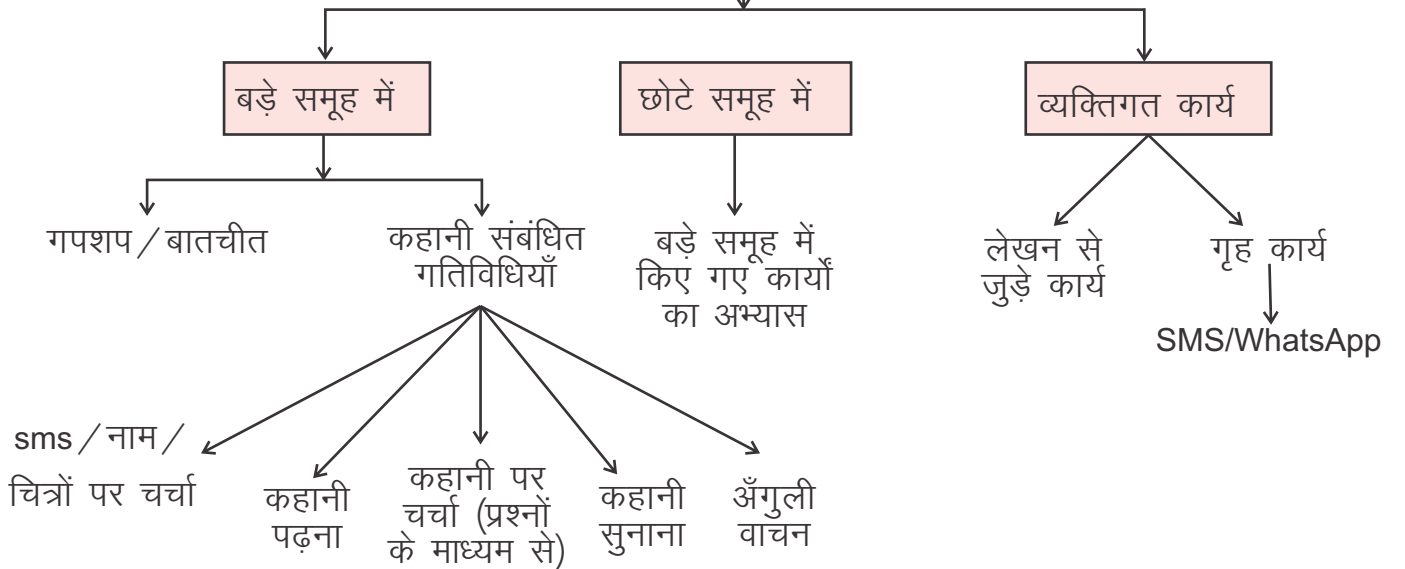 बड़े समूह में
छोटे समूह में
व्यक्तिगत कार्य
गपशप / बातचीत
कहानी संबंधित
गतिविधियाँ
बड़े समूह में
किए गए कार्यों
का अभ्यास
लेखन से
जुड़े कार्य
गृह कार्य
SMS/WhatsApp
sms / नाम /
चित्रों पर चर्चा
कहानी
पढ़ना
कहानी पर
चर्चा (प्रश्नों
के माध्यम से)
कहानी
सुनाना
अँगुली
वाचन